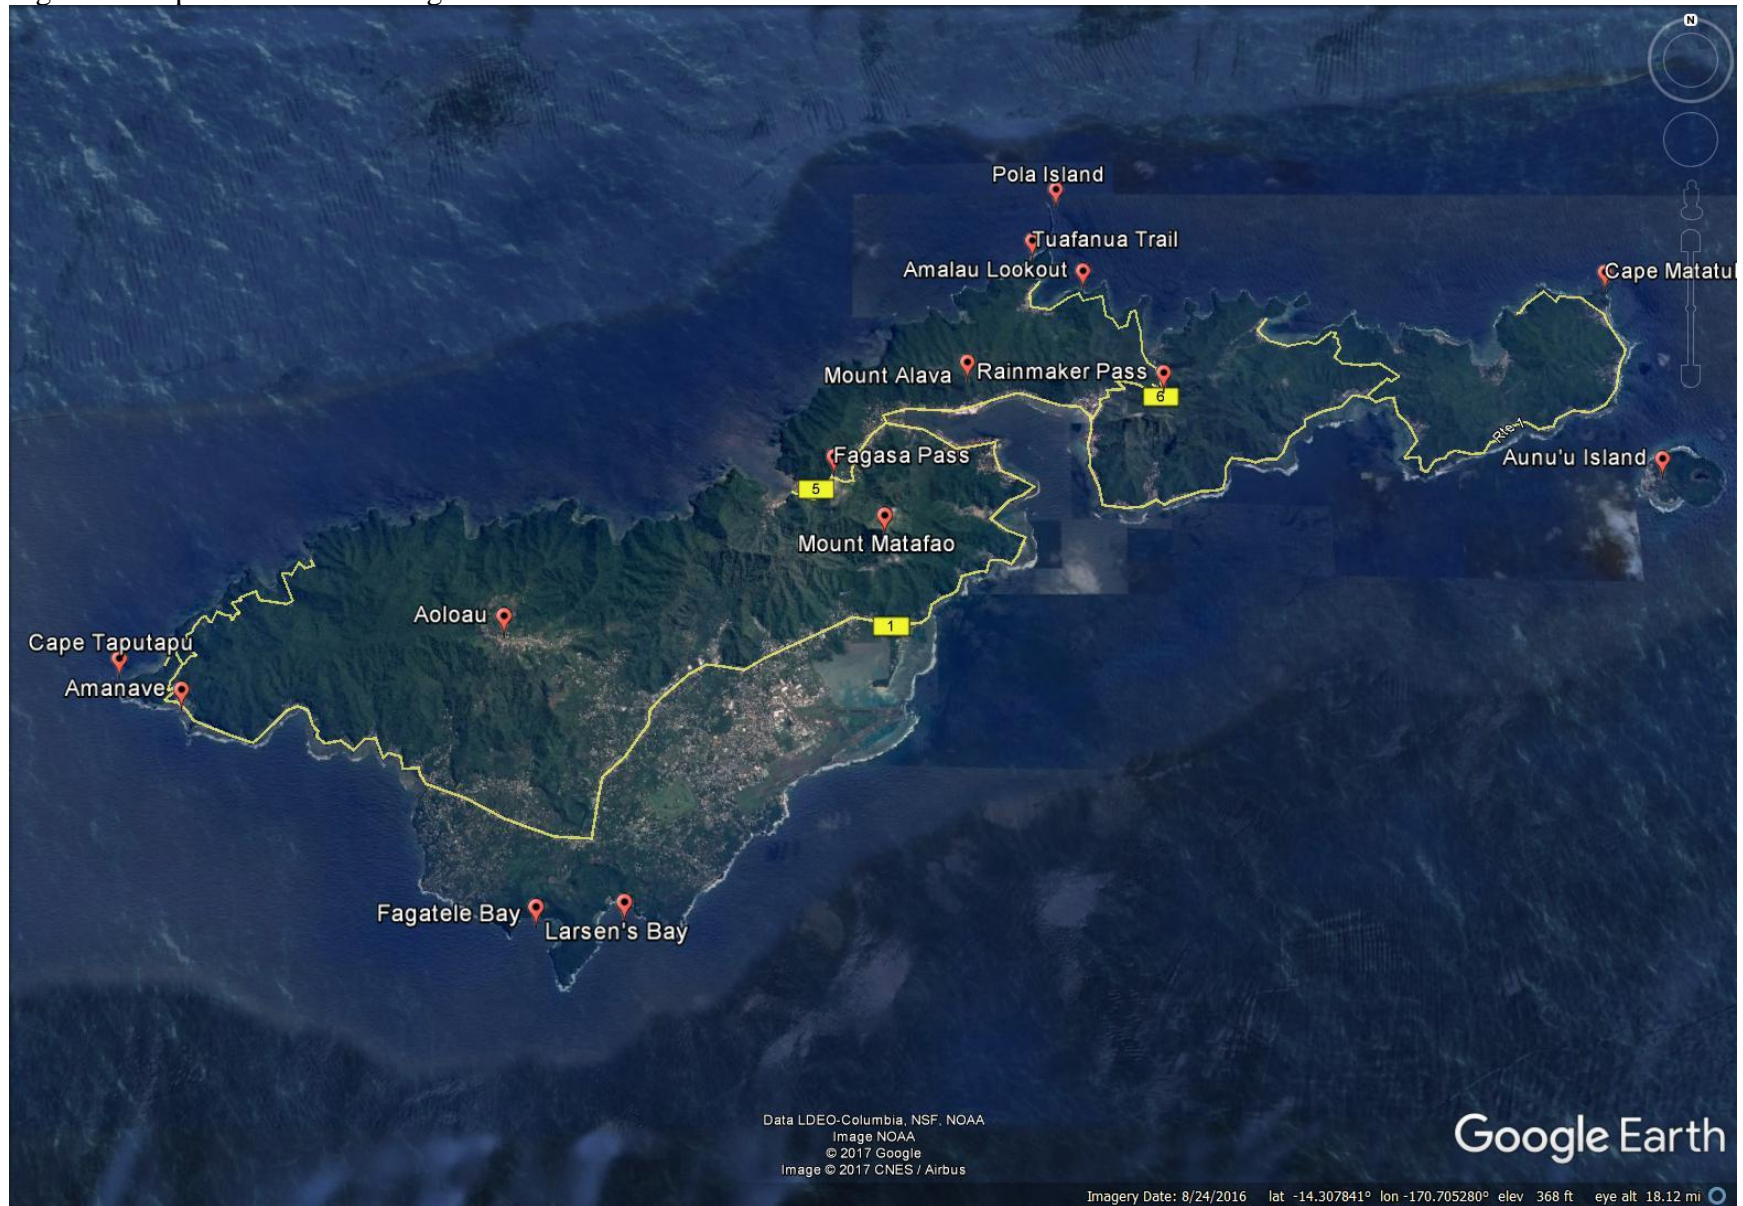 N
Pola Island
Tuafanua Trail
Amalau Lookout
Cape Matatul
Mount Alava
Rainmaker Pass
6
Rte 1
Fagasa Pass
Aunu'u Island
5
Mount Matafao
Aoloau
1
Cape Taputapu
Amanave
Fagatele Bay
Larsen's Bay
Data LDEO-Columbia, NSF, NOAA
Image NOAA
© 2017 Google
Image © 2017 CNES / Airbus
Google Earth
Imagery Date: 8/24/2016 lat -14.307841° lon -170.705280° elev 368 ft eye alt 18.12 mi